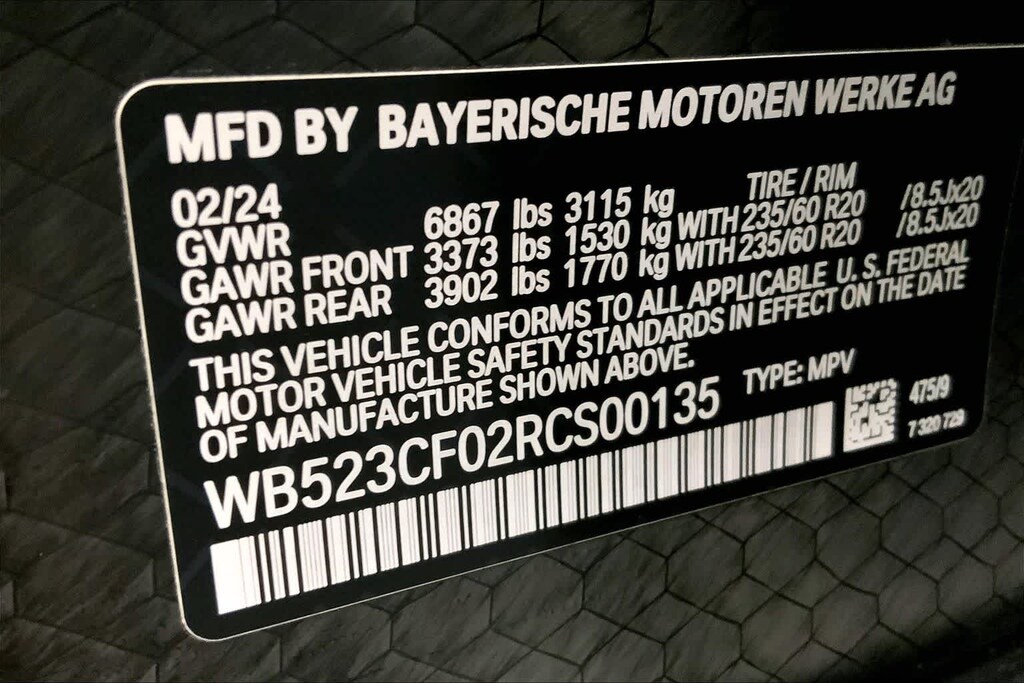 MFD BY BAYERISCHE MOTOREN WERKE AG
02/24 TIRE / RIM
GVWR 6867 lbs 3115 kg
GAWR FRONT 3373 lbs 1530 kg WITH 235/60 R20 /8.5Jx20
GAWR REAR 3902 lbs 1770 kg WITH 235/60 R20 /8.5Jx20
THIS VEHICLE CONFORMS TO ALL APPLICABLE U. S. FEDERAL
MOTOR VEHICLE SAFETY STANDARDS IN EFFECT ON THE DATE
OF MANUFACTURE SHOWN ABOVE.
WB523CF02RCS00135 TYPE: MPV
475/9
7 320 729